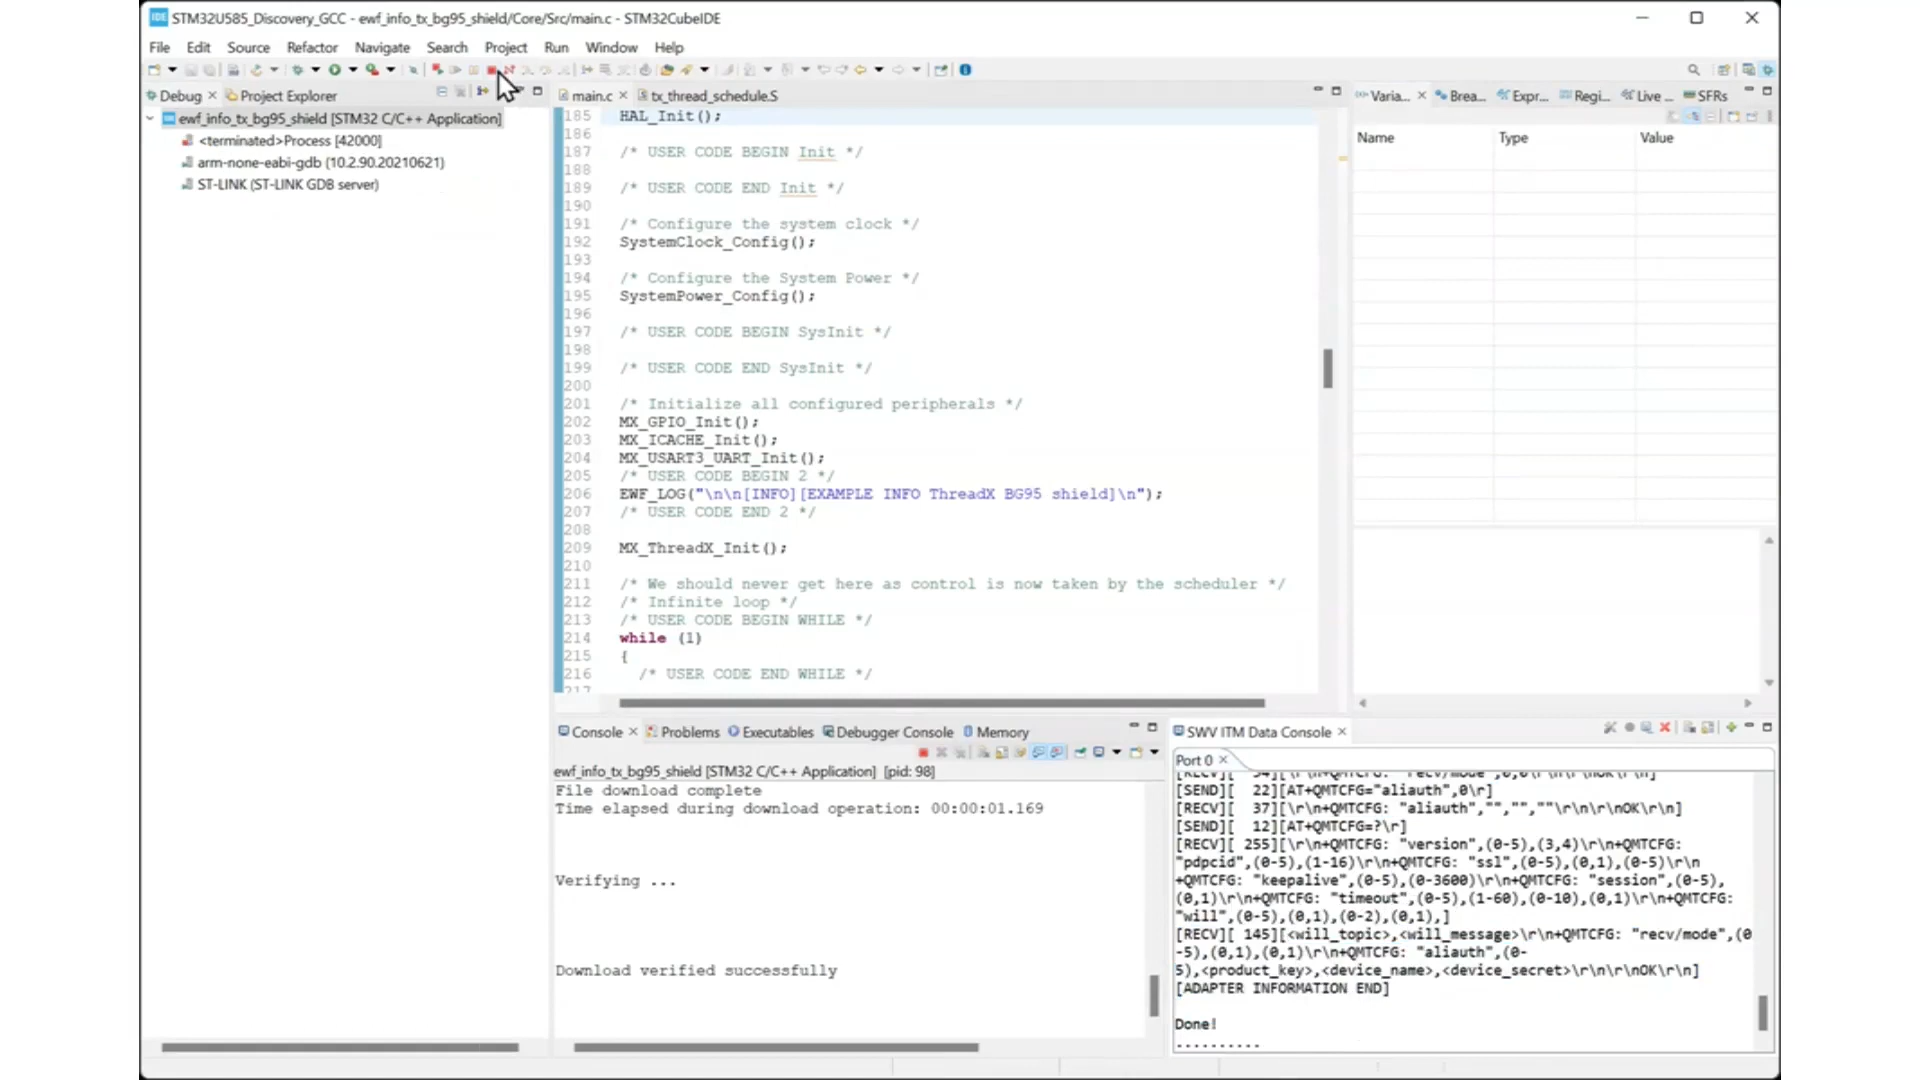 IDE STM32U585_Discovery_GCC - ewf_info_tx_bg95_shield/Core/Src/main.c - STM32CubeIDE
File Edit Source Refactor Navigate Search Project Run Window Help
Debug Project Explorer
ewf_info_tx_bg95_shield [STM32 C/C++ Application]
<terminated>Process [42000]
arm-none-eabi-gdb (10.2.90.20210621)
ST-LINK (ST-LINK GDB server)
main.c tx_thread_schedule.S
185 HAL_Init();
186
187 /* USER CODE BEGIN Init */
188
189 /* USER CODE END Init */
190
191 /* Configure the system clock */
192 SystemClock_Config();
193
194 /* Configure the System Power */
195 SystemPower_Config();
196
197 /* USER CODE BEGIN SysInit */
198
199 /* USER CODE END SysInit */
200
201 /* Initialize all configured peripherals */
202 MX_GPIO_Init();
203 MX_ICACHE_Init();
204 MX_USART3_UART_Init();
205 /* USER CODE BEGIN 2 */
206 EWF_LOG("\n\n[INFO][EXAMPLE INFO ThreadX BG95 shield]\n");
207 /* USER CODE END 2 */
208
209 MX_ThreadX_Init();
210
211 /* We should never get here as control is now taken by the scheduler */
212 /* Infinite loop */
213 /* USER CODE BEGIN WHILE */
214 while (1)
215 {
216 /* USER CODE END WHILE */
217
Varia... Brea... Expr... Regi... Live ... SFRs
Name Type Value
Console Problems Executables Debugger Console Memory
ewf_info_tx_bg95_shield [STM32 C/C++ Application] [pid: 98]
File download complete
Time elapsed during download operation: 00:00:01.169
Verifying ...
Download verified successfully
SWV ITM Data Console
Port 0
[RECV][ 54][\r\n+QMTCFG: "recv/mode",0,0\r\n\r\nOK\r\n]
[SEND][ 22][AT+QMTCFG="aliauth",0\r]
[RECV][ 37][\r\n+QMTCFG: "aliauth","","",""\r\n\r\nOK\r\n]
[SEND][ 12][AT+QMTCFG=?\r]
[RECV][ 255][\r\n+QMTCFG: "version",(0-5),(3,4)\r\n+QMTCFG:
"pdpcid",(0-5),(1-16)\r\n+QMTCFG: "ssl",(0-5),(0,1),(0-5)\r\n
+QMTCFG: "keepalive",(0-5),(0-3600)\r\n+QMTCFG: "session",(0-5),
(0,1)\r\n+QMTCFG: "timeout",(0-5),(1-60),(0-10),(0,1)\r\n+QMTCFG:
"will",(0-5),(0,1),(0-2),(0,1),]
[RECV][ 145][<will_topic>,<will_message>\r\n+QMTCFG: "recv/mode",(0
-5),(0,1),(0,1)\r\n+QMTCFG: "aliauth",(0-
5),<product_key>,<device_name>,<device_secret>\r\n\r\nOK\r\n]
[ADAPTER INFORMATION END]
Done!
..........